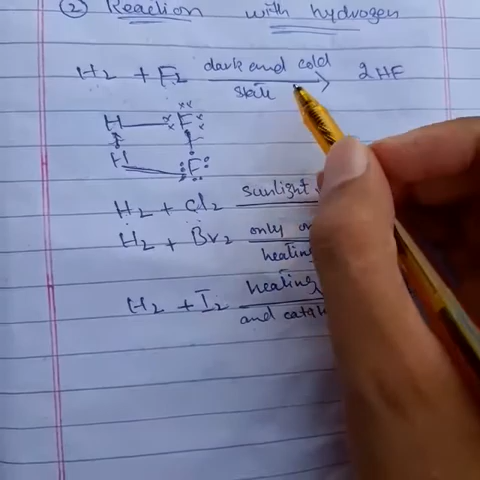 ② Reaction with hydrogen
H2 + F2 dark and cold state → 2HF
H — F
H F
H2 + Cl2 sunlight
H2 + Br2 only on heating
H2 + I2 heating and